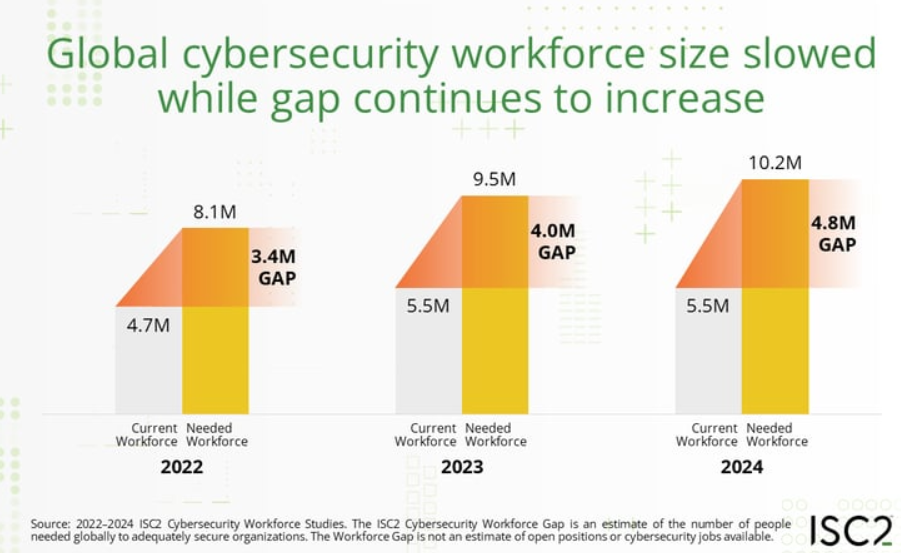 Global cybersecurity workforce size slowed
while gap continues to increase
8.1M
3.4M
GAP
4.7M
Current Workforce
Needed Workforce
2022
9.5M
4.0M
GAP
5.5M
Current Workforce
Needed Workforce
2023
10.2M
4.8M
GAP
5.5M
Current Workforce
Needed Workforce
2024
Source: 2022–2024 ISC2 Cybersecurity Workforce Studies. The ISC2 Cybersecurity Workforce Gap is an estimate of the number of people
needed globally to adequately secure organizations. The Workforce Gap is not an estimate of open positions or cybersecurity jobs available.
ISC2